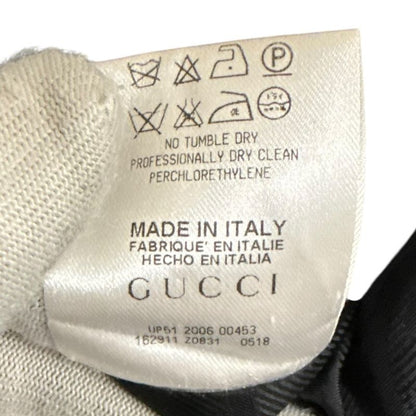 P
NO TUMBLE DRY
PROFESSIONALLY DRY CLEAN
PERCHLORETHYLENE
MADE IN ITALY
FABRIQUE' EN ITALIE
HECHO EN ITALIA
GUCCI
UP51 2006 00453
162911 Z0831 0518